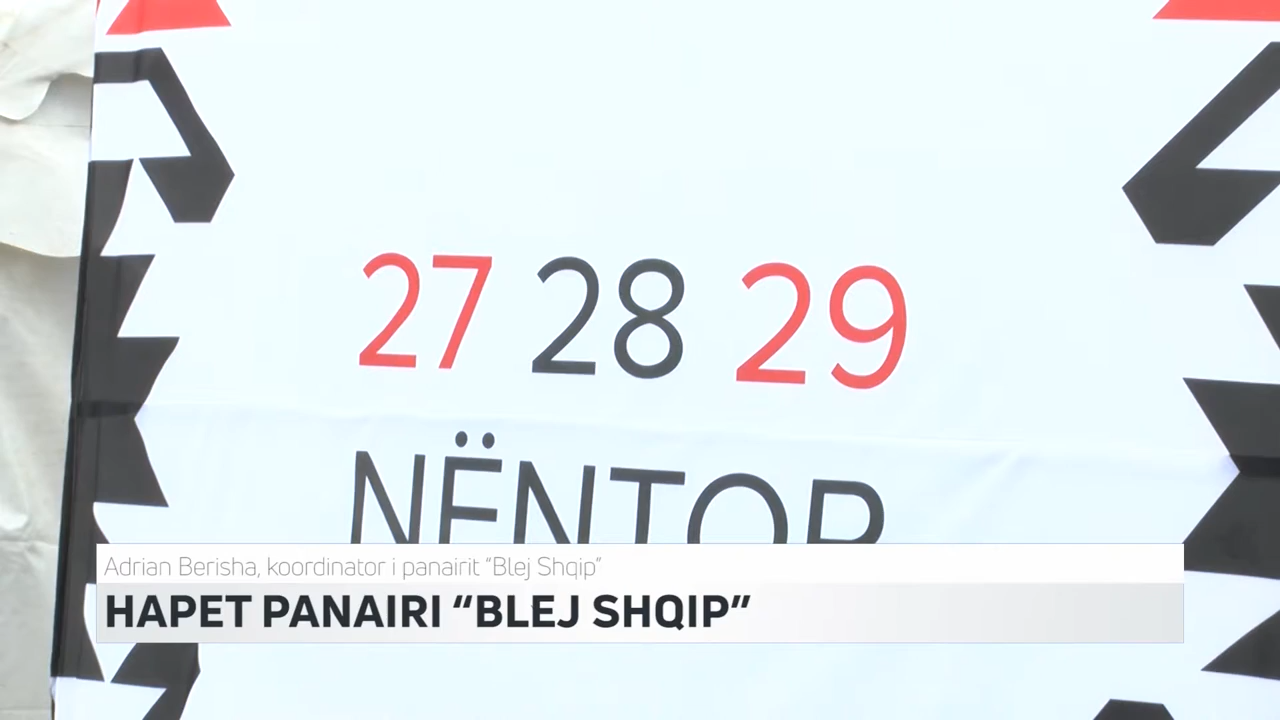 27 28 29
NËNTOR
Adrian Berisha, koordinator i panairit “Blej Shqip”
HAPET PANAIRI “BLEJ SHQIP”